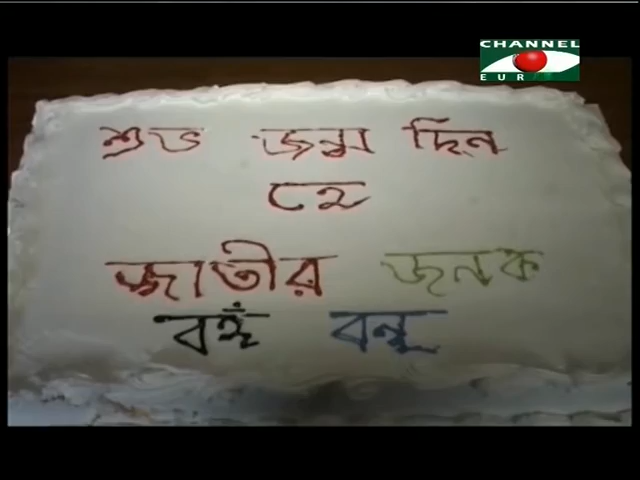 CHANNEL
EUR
শুভ জন্ম দিন
হে
জাতীর জনক
বঙ্গ বন্ধু